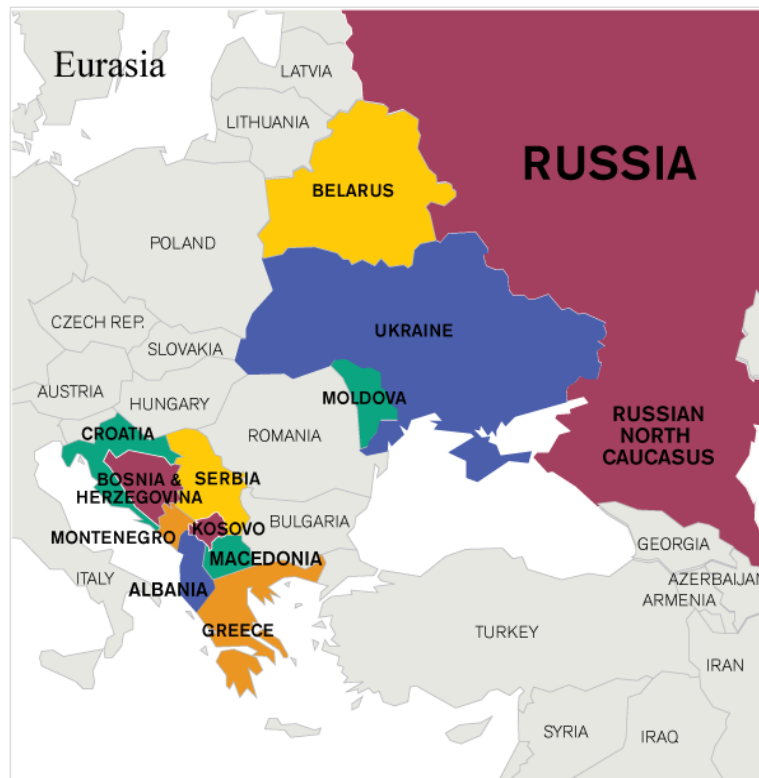 Eurasia
LATVIA
LITHUANIA
RUSSIA
BELARUS
POLAND
CZECH REP.
UKRAINE
SLOVAKIA
AUSTRIA
HUNGARY
MOLDOVA
RUSSIAN
NORTH
CAUCASUS
CROATIA
ROMANIA
BOSNIA &
HERZEGOVINA
SERBIA
KOSOVO
BULGARIA
MONTENEGRO
MACEDONIA
GEORGIA
ITALY
ALBANIA
AZERBAIJAN
ARMENIA
GREECE
TURKEY
IRAN
SYRIA
IRAQ